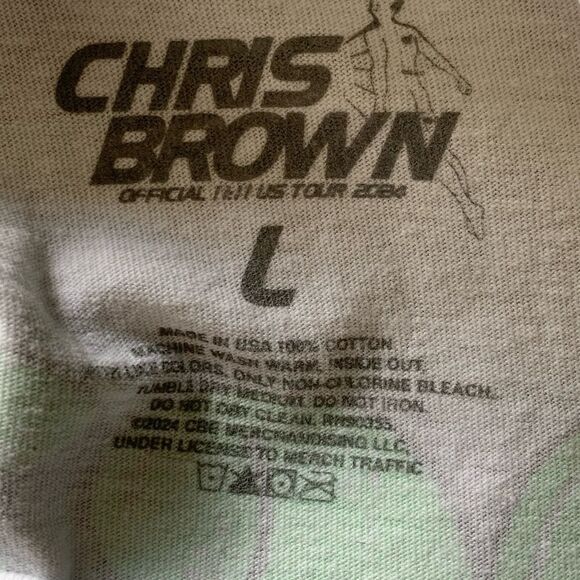 CHRIS
BROWN
OFFICIAL 11:11 US TOUR 2024
L
MADE IN USA 100% COTTON
MACHINE WASH WARM. INSIDE OUT.
COLORS. ONLY NON-CHLORINE BLEACH.
TUMBLE DRY MEDIUM. DO NOT IRON.
DO NOT DRY CLEAN. RN90355.
©2024 CBE MERCHANDISING LLC.
UNDER LICENSE TO MERCH TRAFFIC